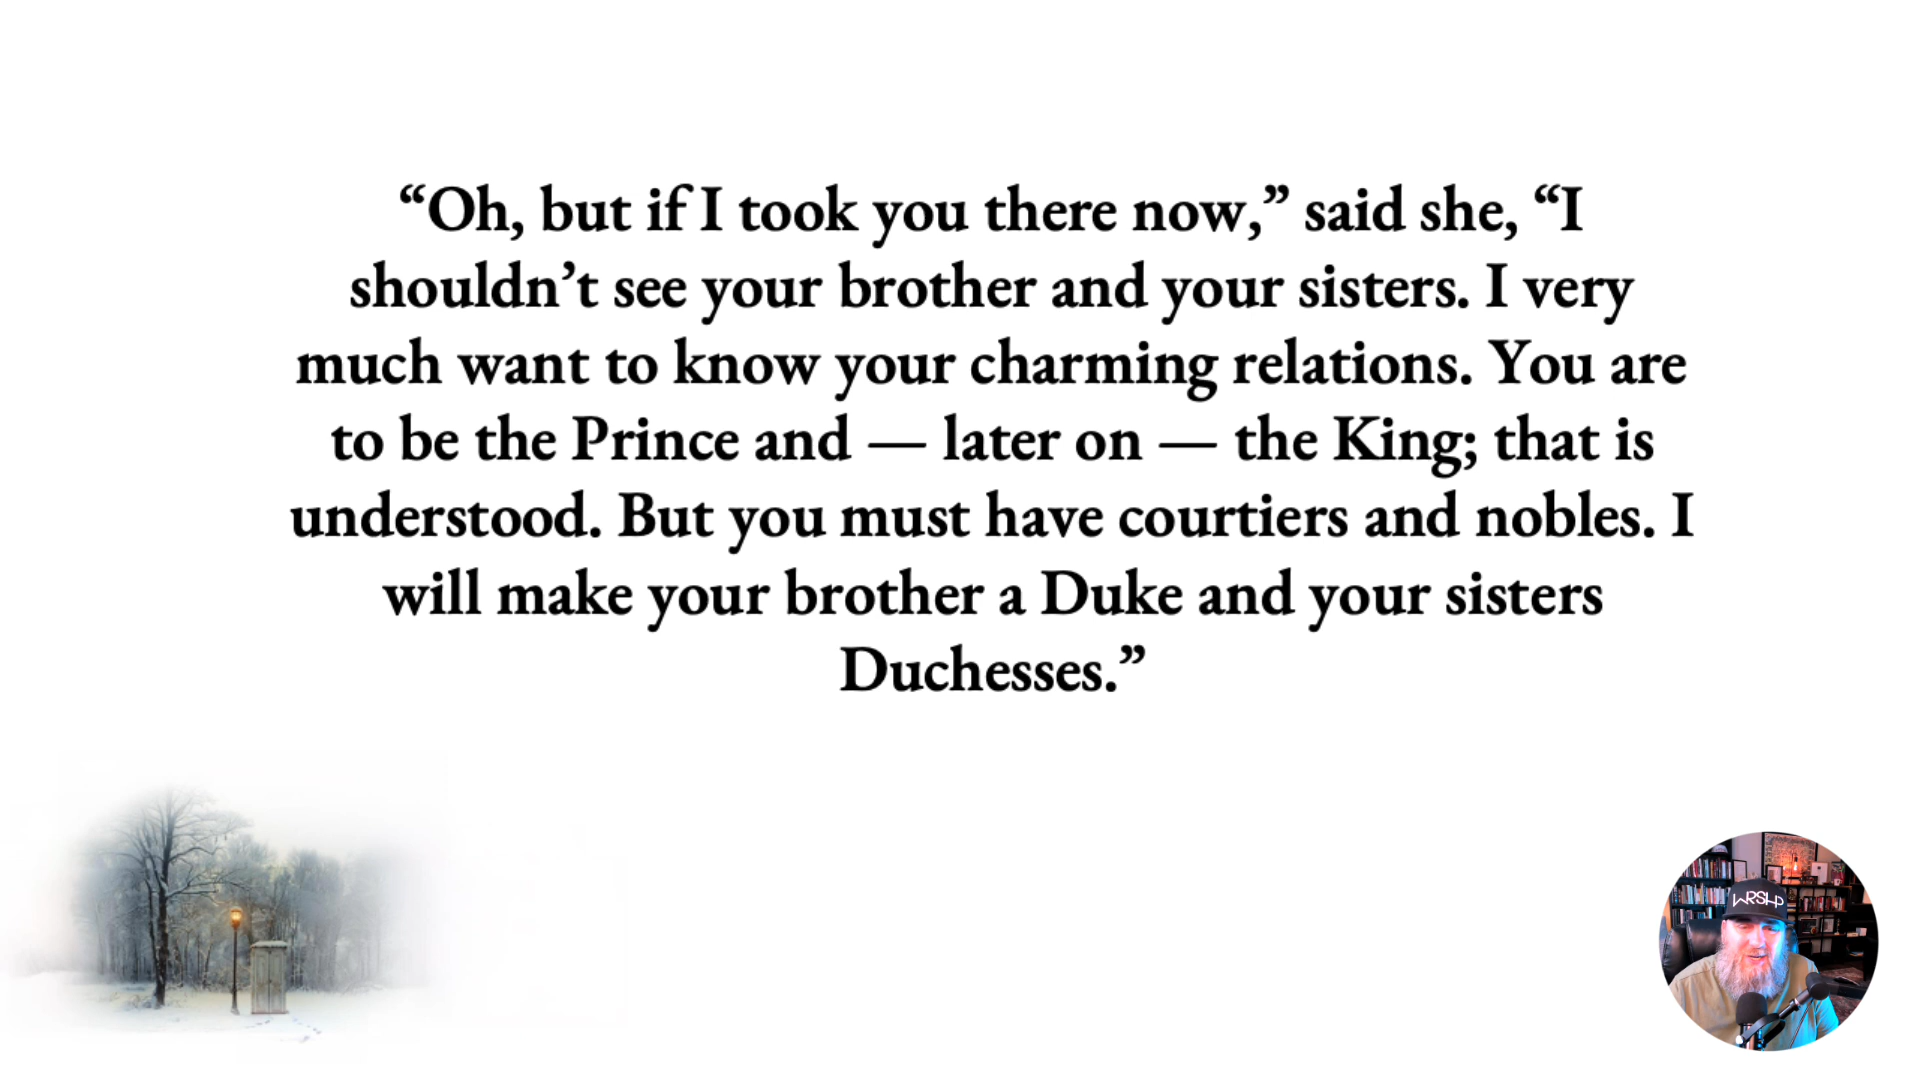 “Oh, but if I took you there now,” said she, “I
shouldn’t see your brother and your sisters. I very
much want to know your charming relations. You are
to be the Prince and — later on — the King; that is
understood. But you must have courtiers and nobles. I
will make your brother a Duke and your sisters
Duchesses.”
WRSHP